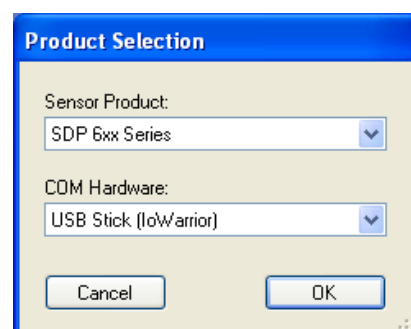 Product Selection
Sensor Product:
SDP 6xx Series
COM Hardware:
USB Stick (IoWarrior)
Cancel OK